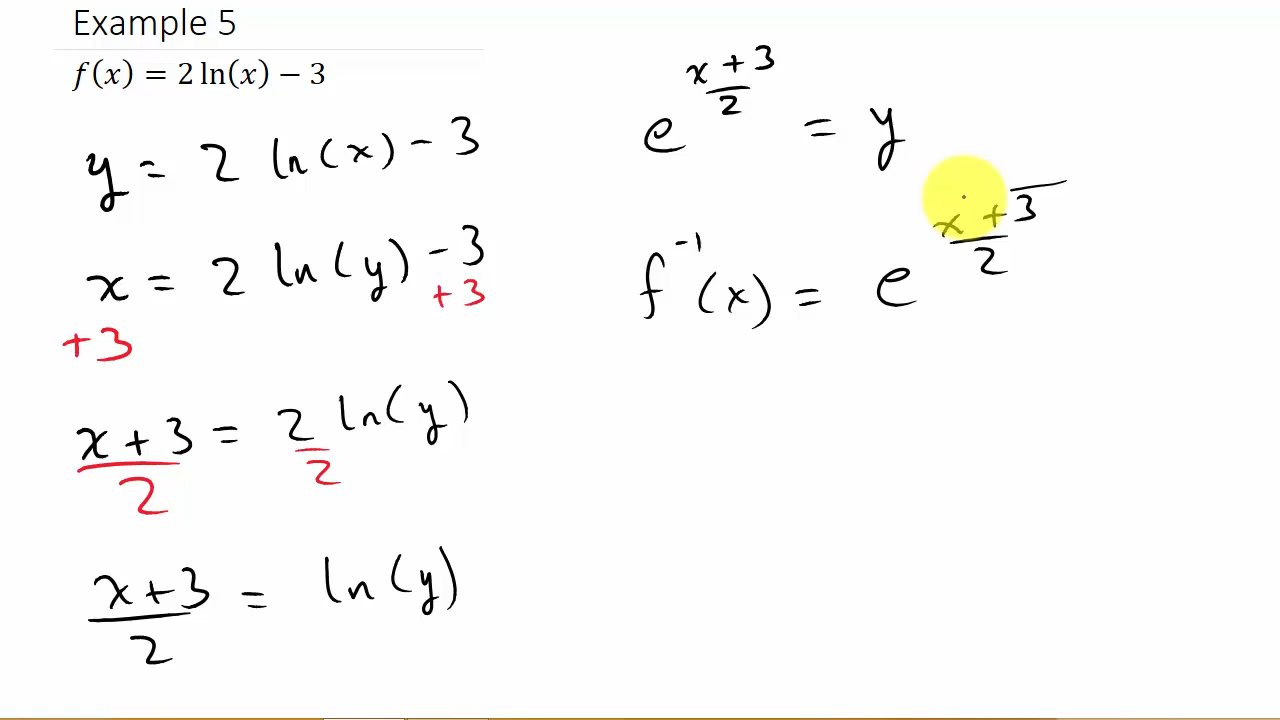 Example 5
f(x) = 2 ln(x) − 3
y = 2 ln(x) − 3
x = 2 ln(y) − 3
+3 +3
x + 3 = 2 ln(y)
2 2
x + 3 = ln(y)
2
x + 3
2
e = y
x + 3
2
f⁻¹(x) = e